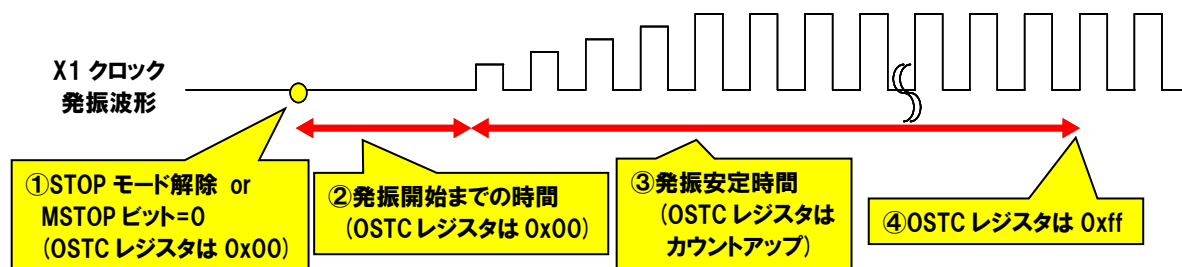 X1 クロック
発振波形
①STOP モード解除 or
MSTOP ビット=0
(OSTC レジスタは 0x00)
②発振開始までの時間
(OSTC レジスタは 0x00)
③発振安定時間
(OSTC レジスタは
カウントアップ)
④OSTC レジスタは 0xff